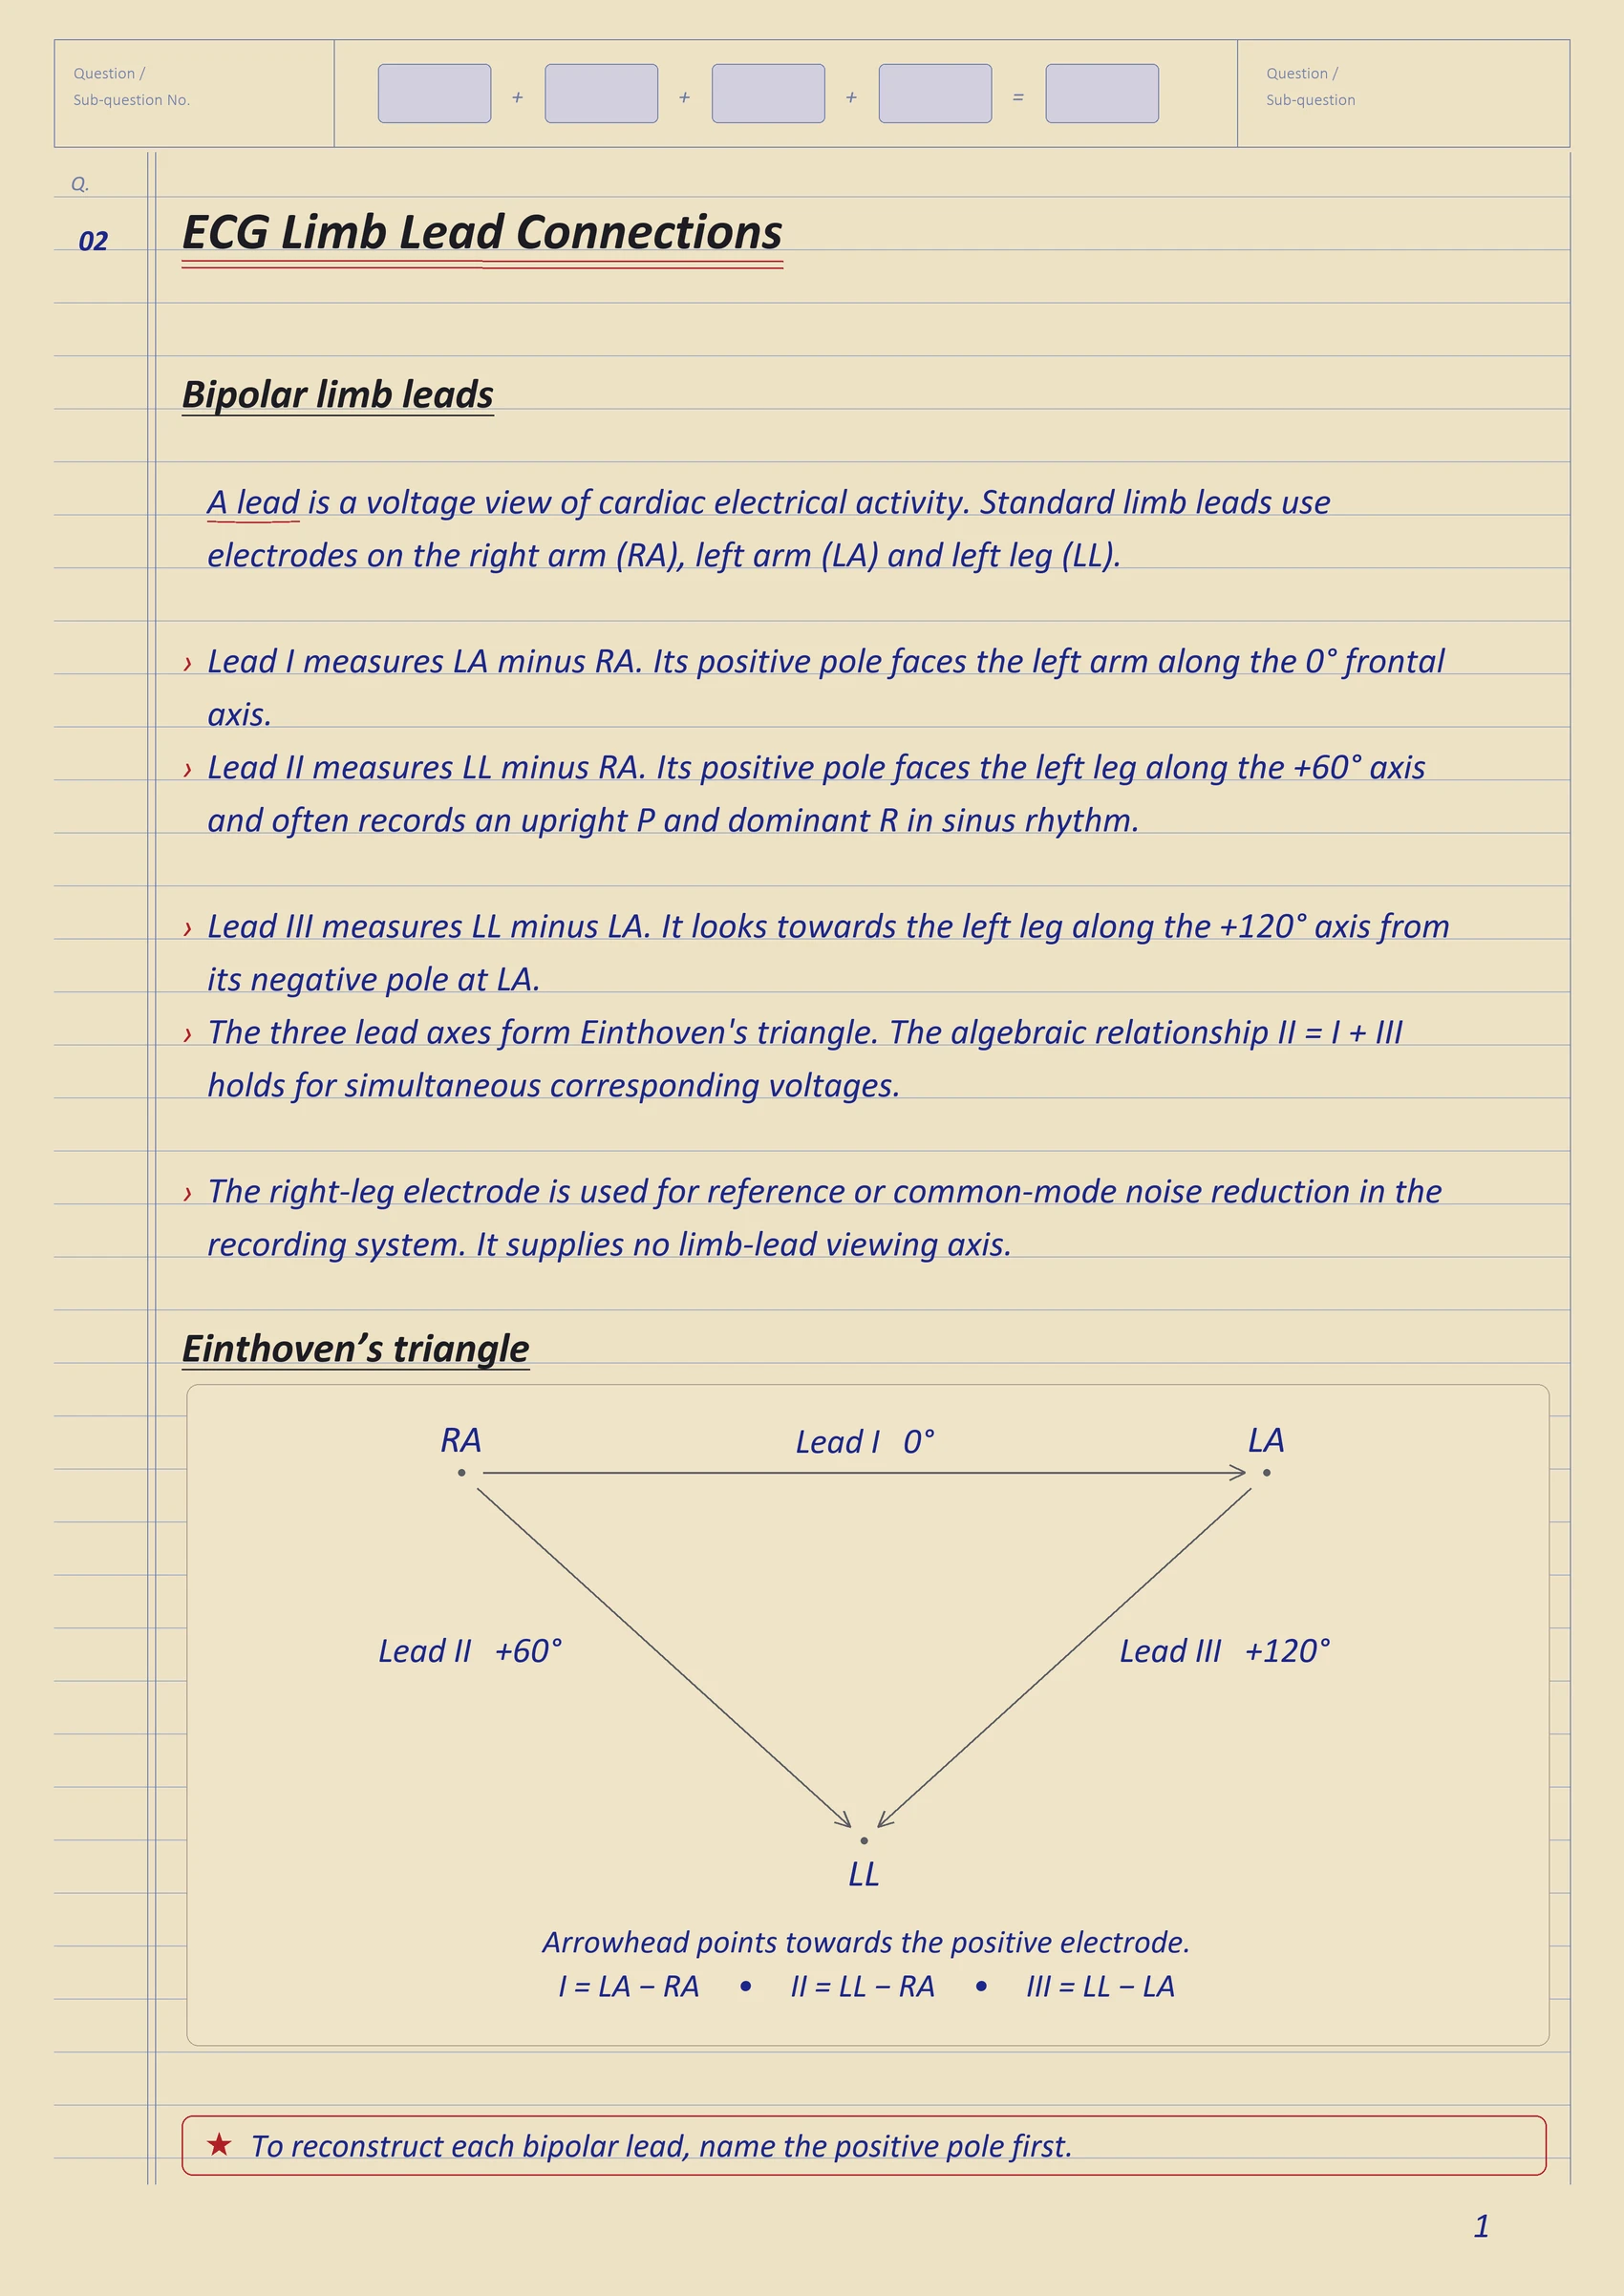 Question /
Sub-question No.
+ + + =
Question /
Sub-question
Q.
02
ECG Limb Lead Connections
Bipolar limb leads
A lead is a voltage view of cardiac electrical activity. Standard limb leads use
electrodes on the right arm (RA), left arm (LA) and left leg (LL).
› Lead I measures LA minus RA. Its positive pole faces the left arm along the 0° frontal
axis.
› Lead II measures LL minus RA. Its positive pole faces the left leg along the +60° axis
and often records an upright P and dominant R in sinus rhythm.
› Lead III measures LL minus LA. It looks towards the left leg along the +120° axis from
its negative pole at LA.
› The three lead axes form Einthoven's triangle. The algebraic relationship II = I + III
holds for simultaneous corresponding voltages.
› The right-leg electrode is used for reference or common-mode noise reduction in the
recording system. It supplies no limb-lead viewing axis.
Einthoven’s triangle
RA
Lead I 0°
LA
Lead II +60°
Lead III +120°
LL
Arrowhead points towards the positive electrode.
I = LA – RA • II = LL – RA • III = LL – LA
★ To reconstruct each bipolar lead, name the positive pole first.
1